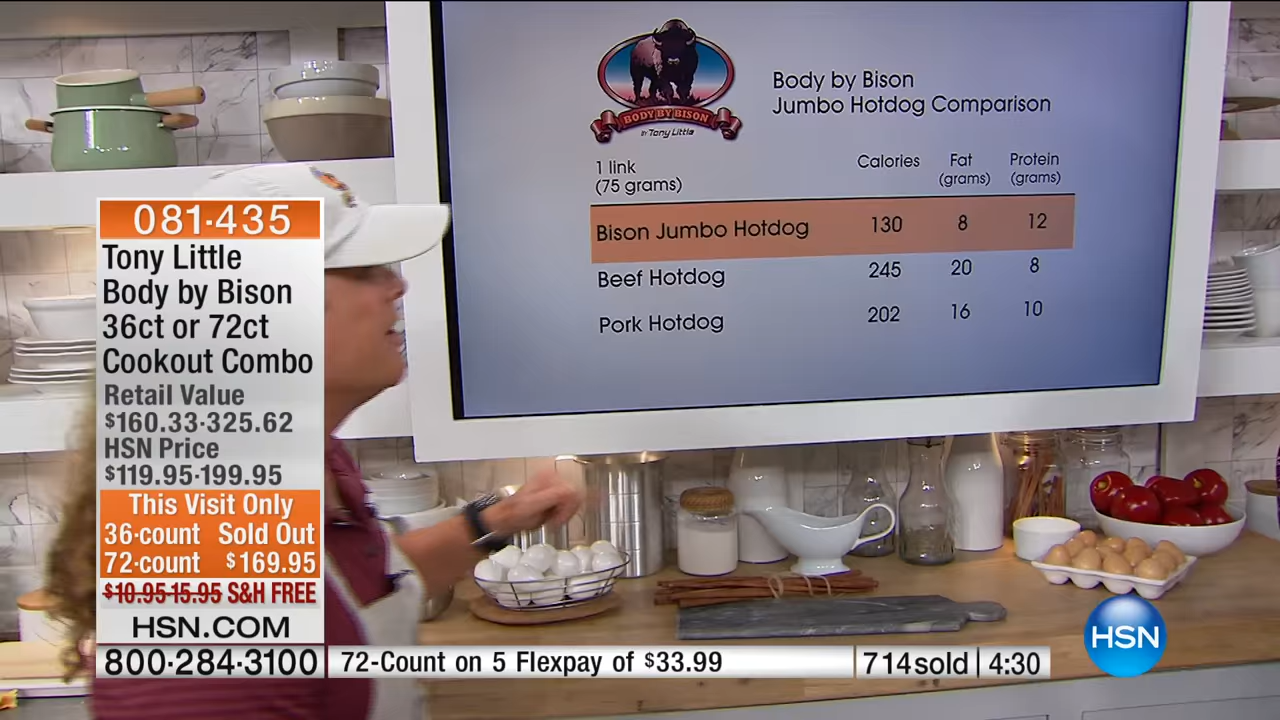 BODY BY BISON
By Tony Little
Body by Bison
Jumbo Hotdog Comparison
1 link
(75 grams)
Calories
Fat
(grams)
Protein
(grams)
Bison Jumbo Hotdog 130 8 12
Beef Hotdog 245 20 8
Pork Hotdog 202 16 10
081·435
Tony Little
Body by Bison
36ct or 72ct
Cookout Combo
Retail Value
$160.33-325.62
HSN Price
$119.95-199.95
This Visit Only
36-count Sold Out
72-count $169.95
$10.95-15.95 S&H FREE
HSN.COM
800·284·3100
72-Count on 5 Flexpay of $33.99
714 sold | 4:30
HSN